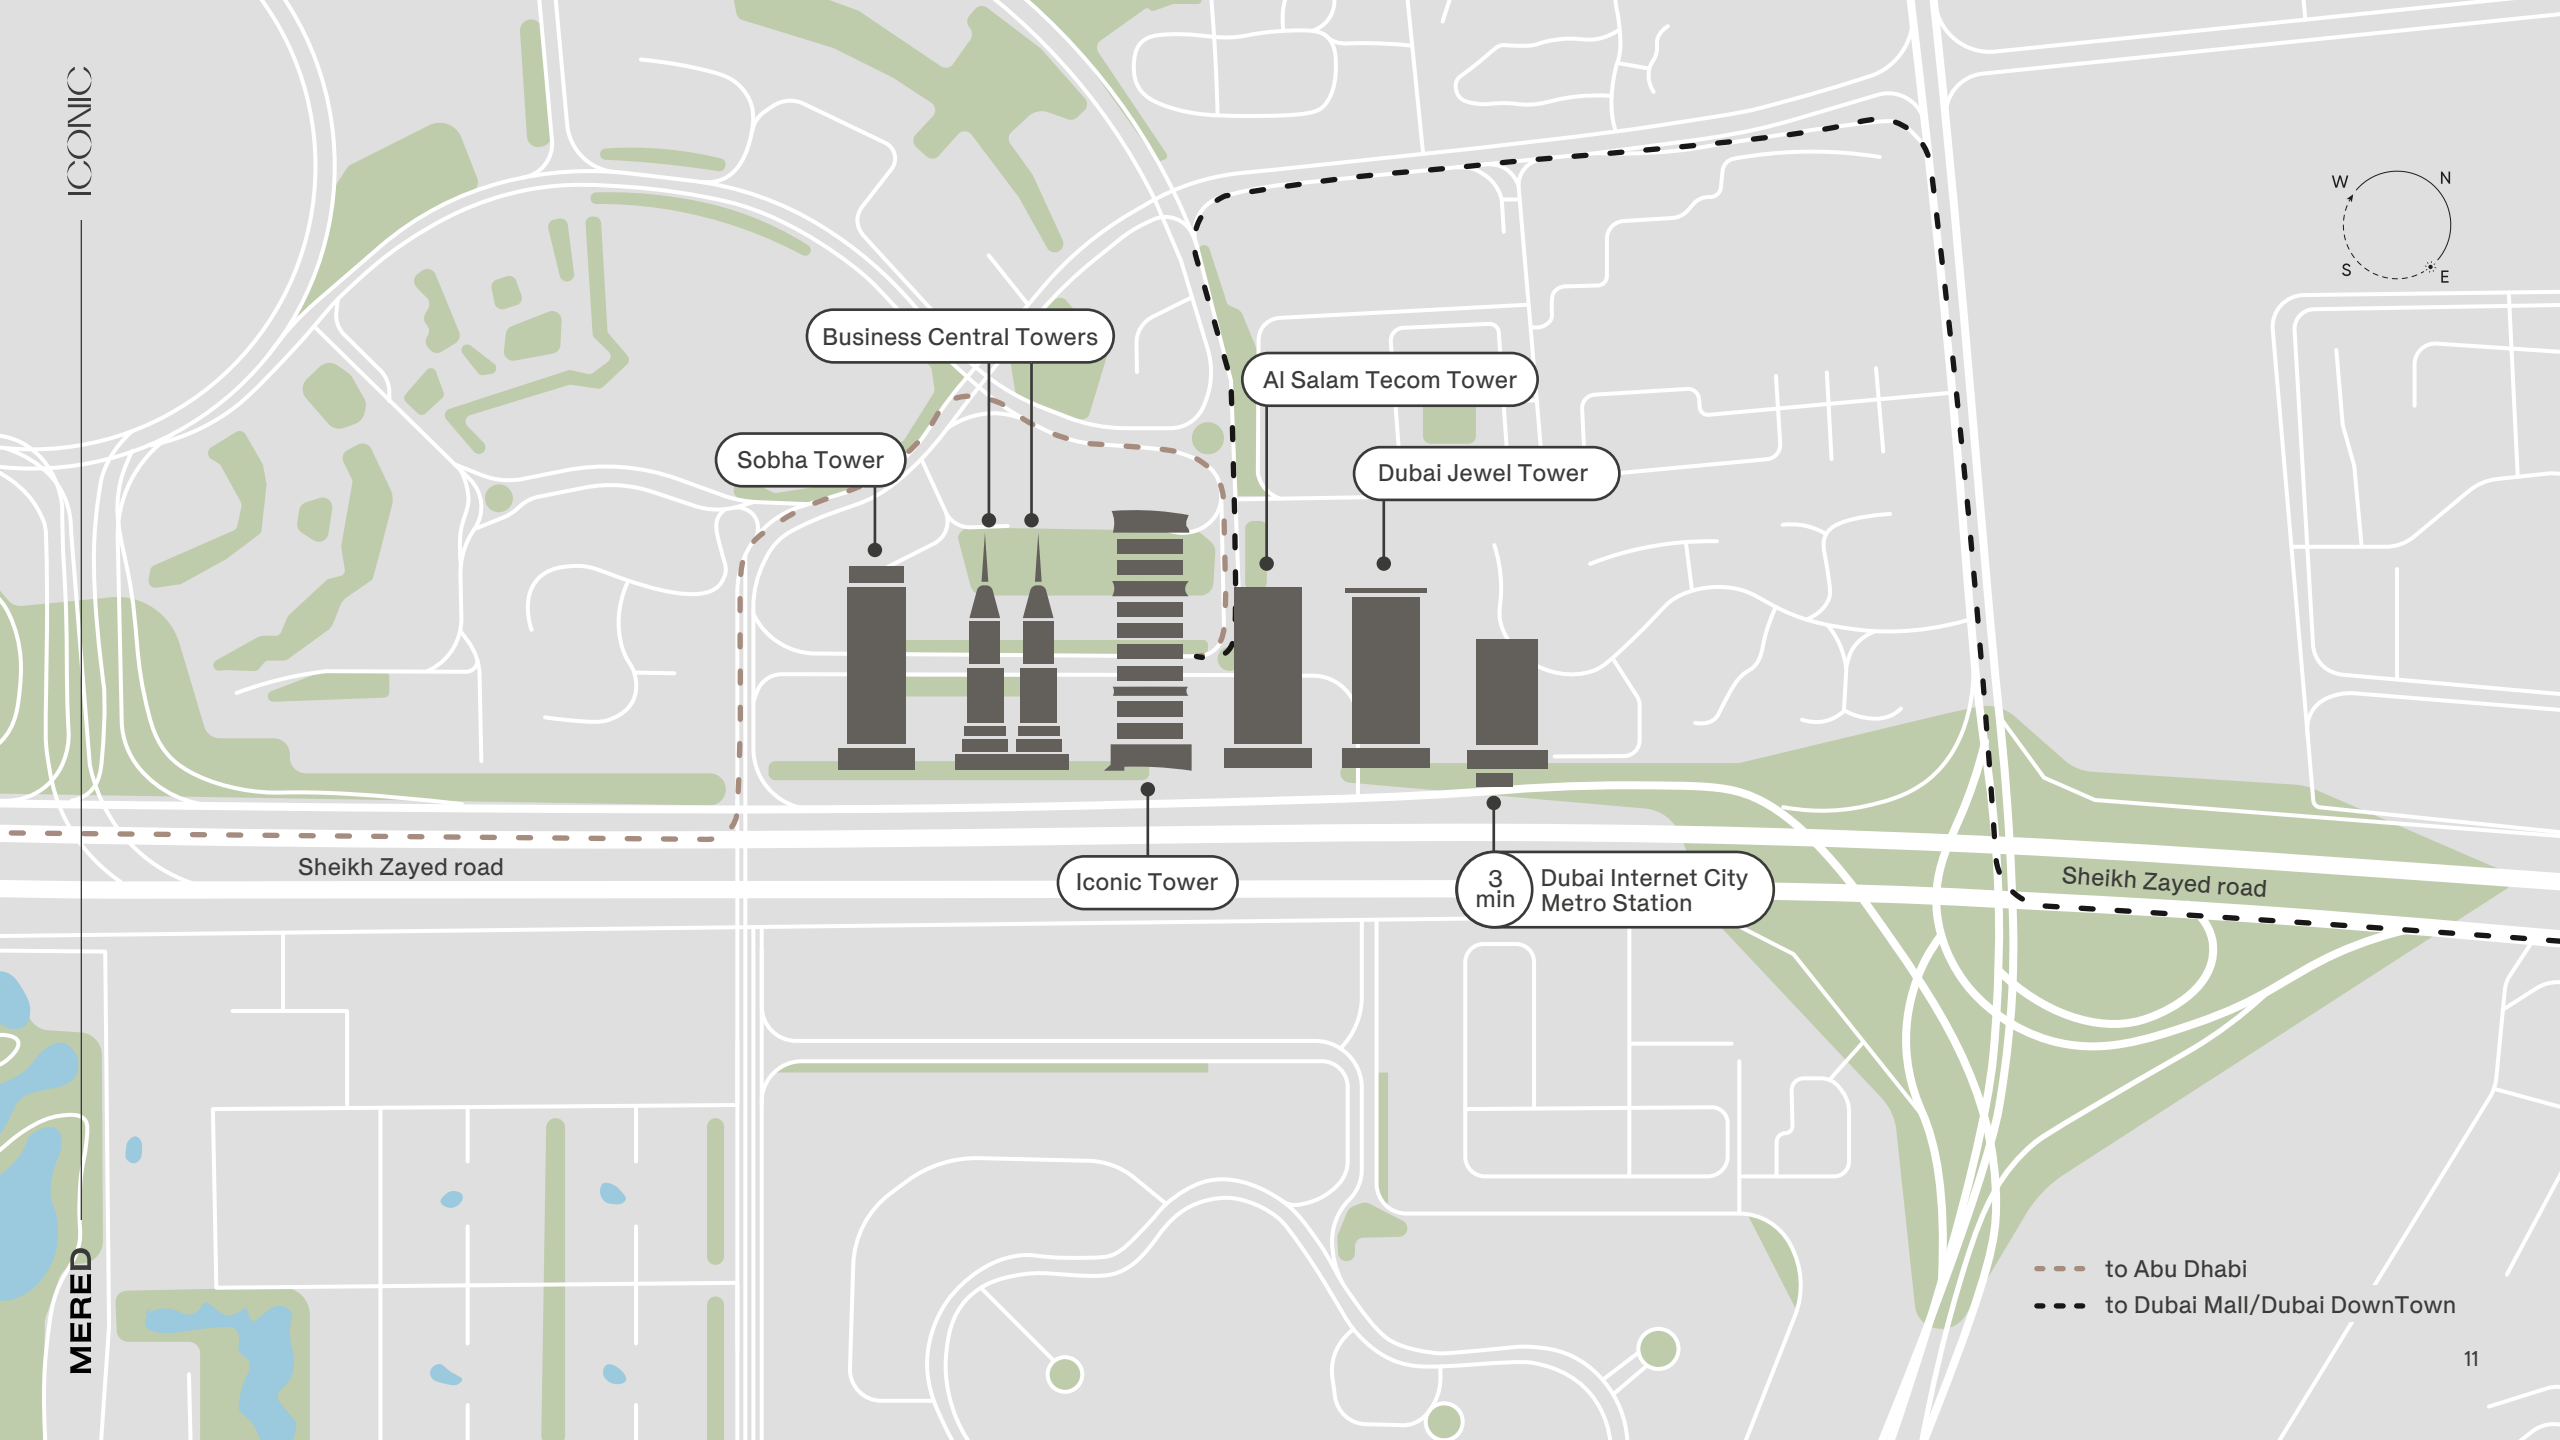 ICONIC
W
N
S
E
Business Central Towers
Al Salam Tecom Tower
Sobha Tower
Dubai Jewel Tower
Sheikh Zayed road
Iconic Tower
3
min
Dubai Internet City
Metro Station
Sheikh Zayed road
MERED
to Abu Dhabi
to Dubai Mall/Dubai DownTown
11